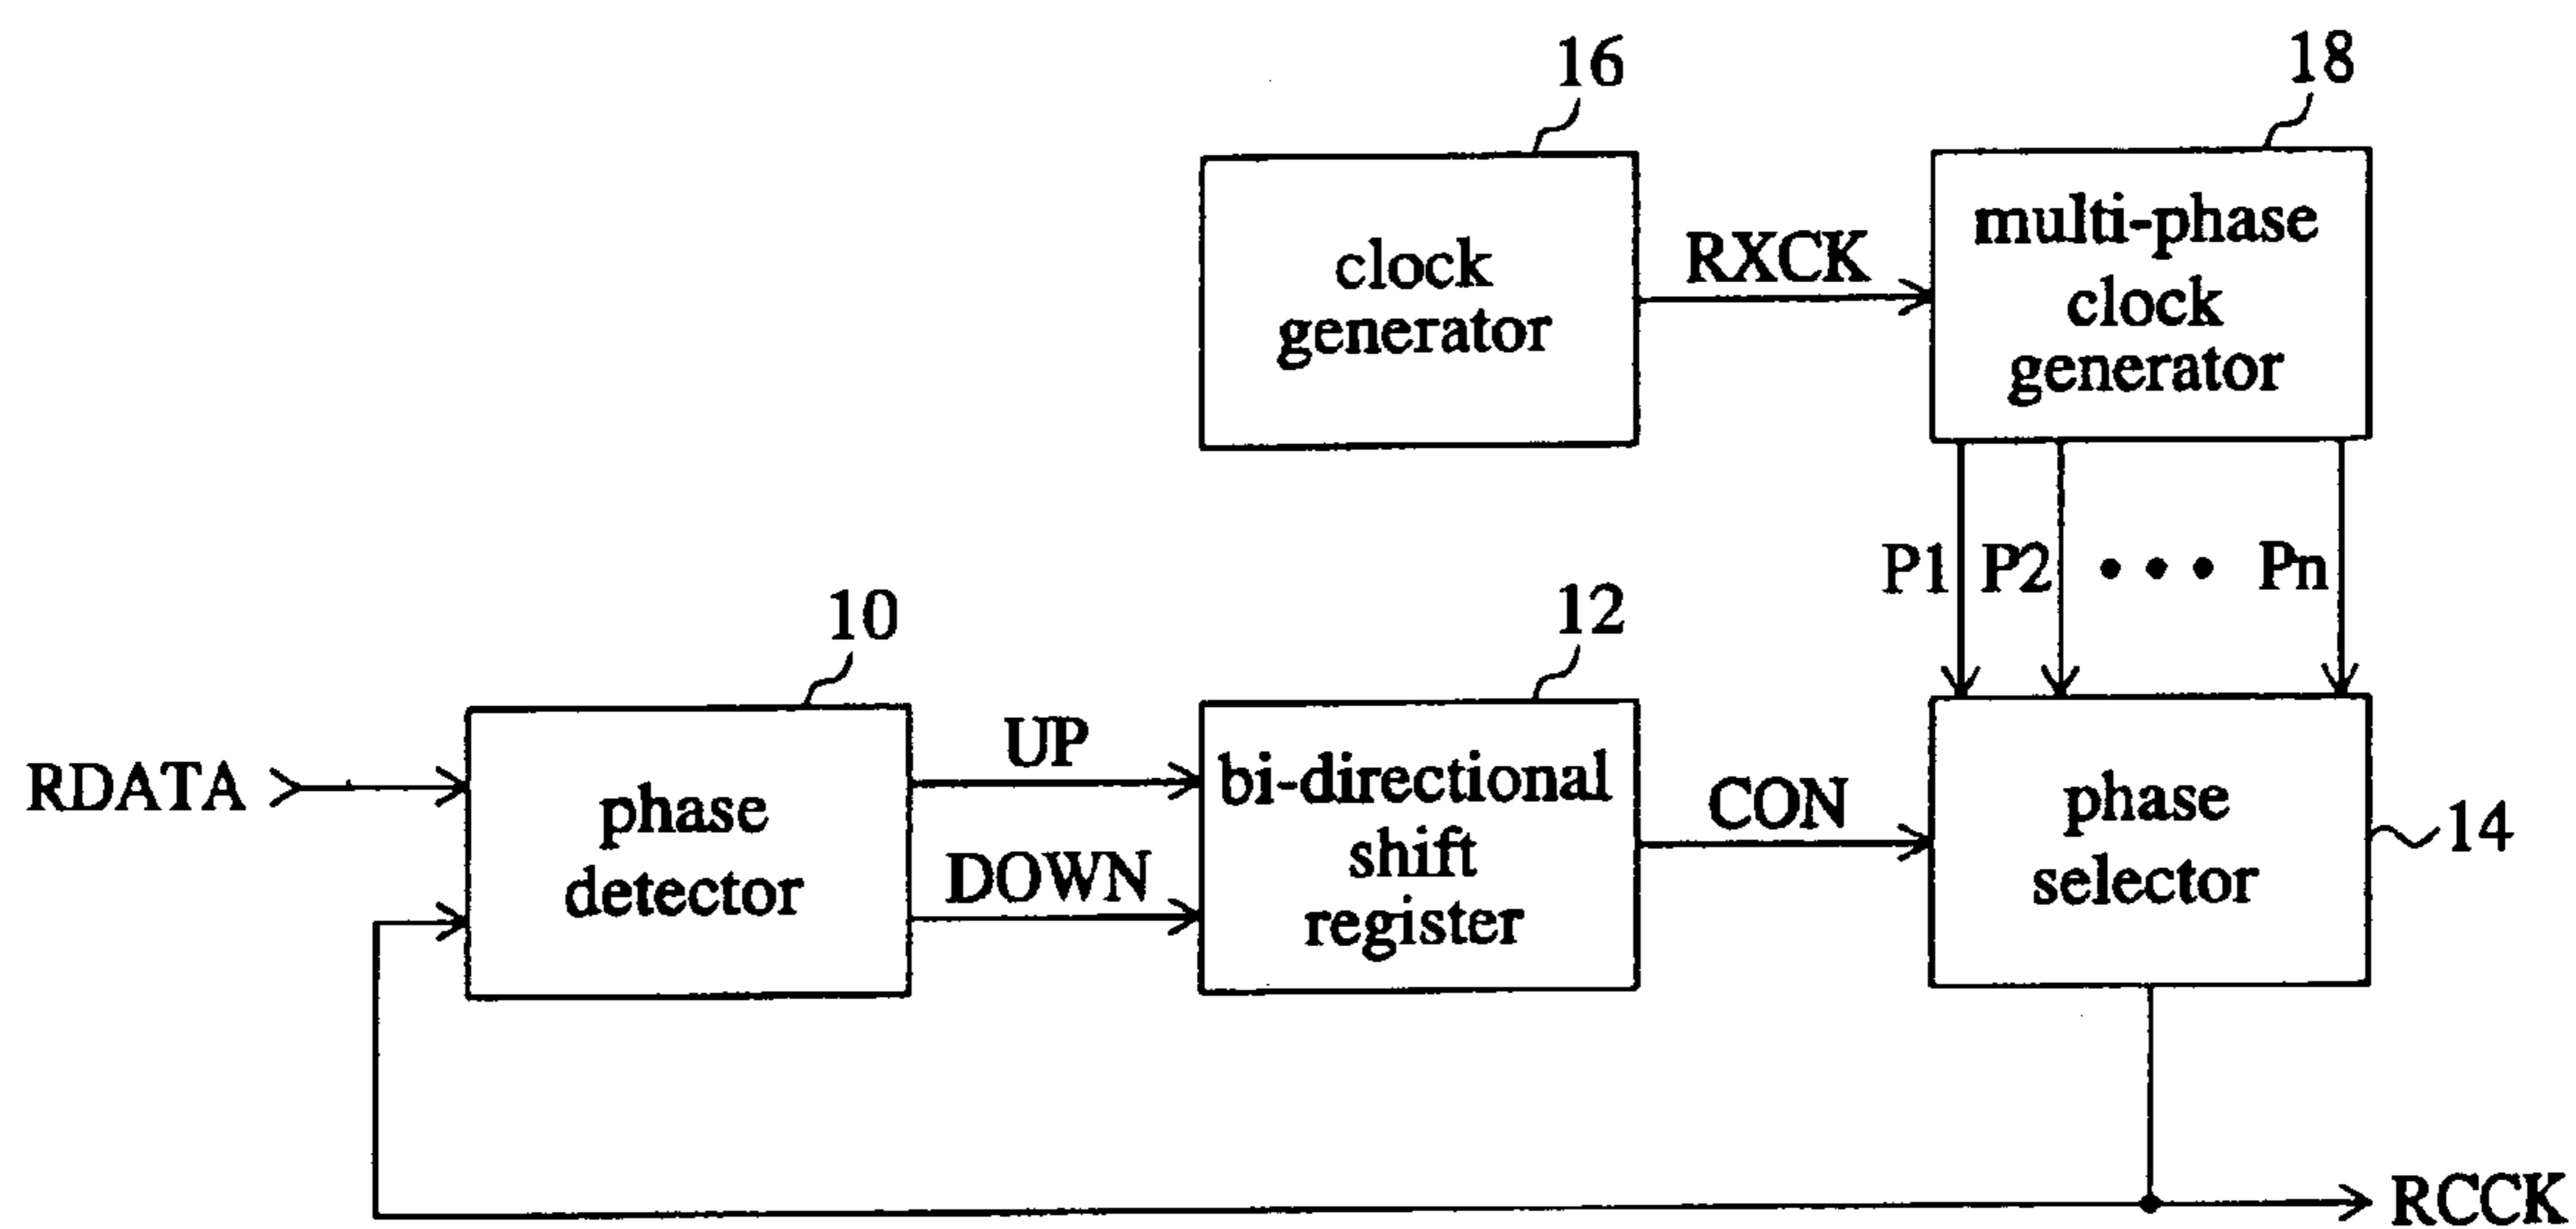 16
18
clock
generator
RXCK
multi-phase
clock
generator
P1 P2 • • • Pn
10
12
14
RDATA
phase
detector
UP
DOWN
bi-directional
shift
register
CON
phase
selector
RCCK